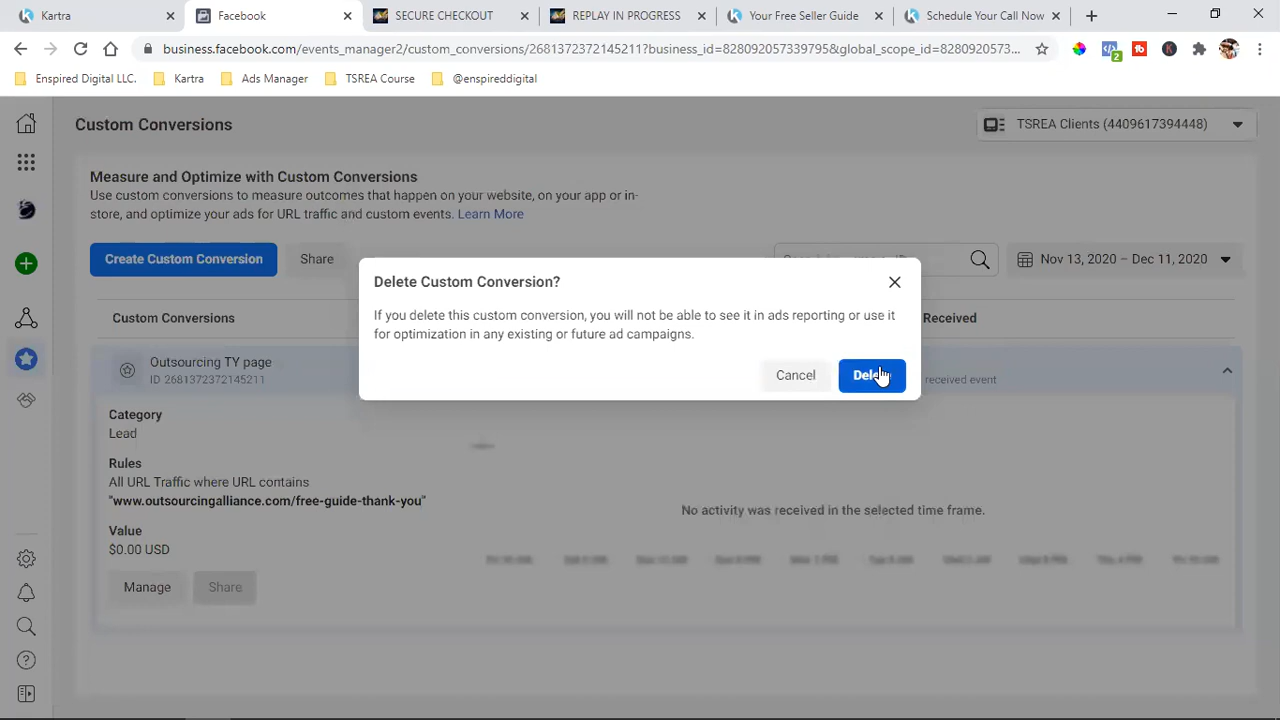 Kartra
Facebook
SECURE CHECKOUT
REPLAY IN PROGRESS
Your Free Seller Guide
Schedule Your Call Now
business.facebook.com/events_manager2/custom_conversions/2681372372145211?business_id=828092057339795&global_scope_id=8280920573...
2
Enspired Digital LLC.
Kartra
Ads Manager
TSREA Course
@enspireddigital
Custom Conversions
TSREA Clients (4409617394448)
Measure and Optimize with Custom Conversions
Use custom conversions to measure outcomes that happen on your website, on your app or in-
store, and optimize your ads for URL traffic and custom events. Learn More
Create Custom Conversion
Share
Nov 13, 2020 – Dec 11, 2020
Delete Custom Conversion?
If you delete this custom conversion, you will not be able to see it in ads reporting or use it
for optimization in any existing or future ad campaigns.
Cancel
Custom Conversions
Received
Outsourcing TY page
ID 2681372372145211
received event
Category
Lead
Rules
All URL Traffic where URL contains
"www.outsourcingalliance.com/free-guide-thank-you"
Value
$0.00 USD
No activity was received in the selected time frame.
Manage
Share